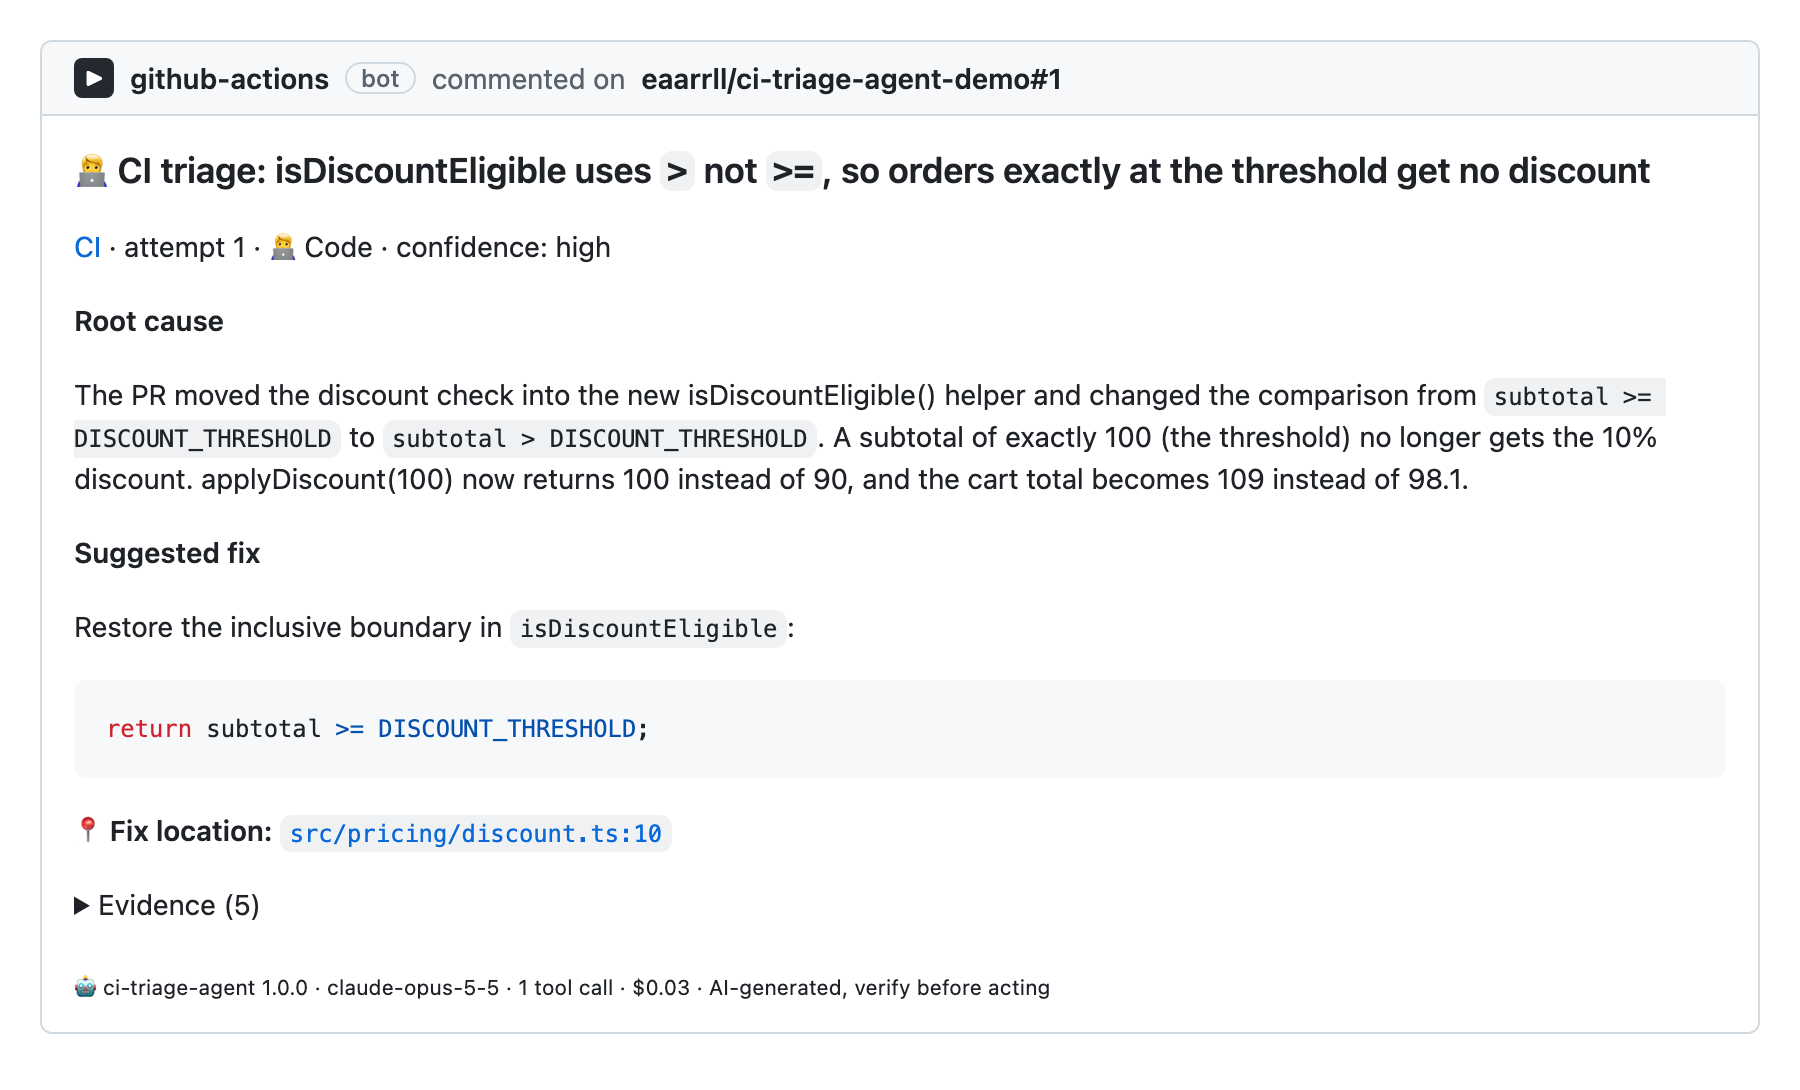 github-actions bot commented on eaarrll/ci-triage-agent-demo#1
🧑‍💻 CI triage: isDiscountEligible uses > not >=, so orders exactly at the threshold get no discount
CI · attempt 1 · 🧑‍💻 Code · confidence: high
Root cause
The PR moved the discount check into the new isDiscountEligible() helper and changed the comparison from subtotal >=
DISCOUNT_THRESHOLD to subtotal > DISCOUNT_THRESHOLD. A subtotal of exactly 100 (the threshold) no longer gets the 10%
discount. applyDiscount(100) now returns 100 instead of 90, and the cart total becomes 109 instead of 98.1.
Suggested fix
Restore the inclusive boundary in isDiscountEligible:
return subtotal >= DISCOUNT_THRESHOLD;
📍 Fix location: src/pricing/discount.ts:10
▶ Evidence (5)
🤖 ci-triage-agent 1.0.0 · claude-opus-5-5 · 1 tool call · $0.03 · AI-generated, verify before acting